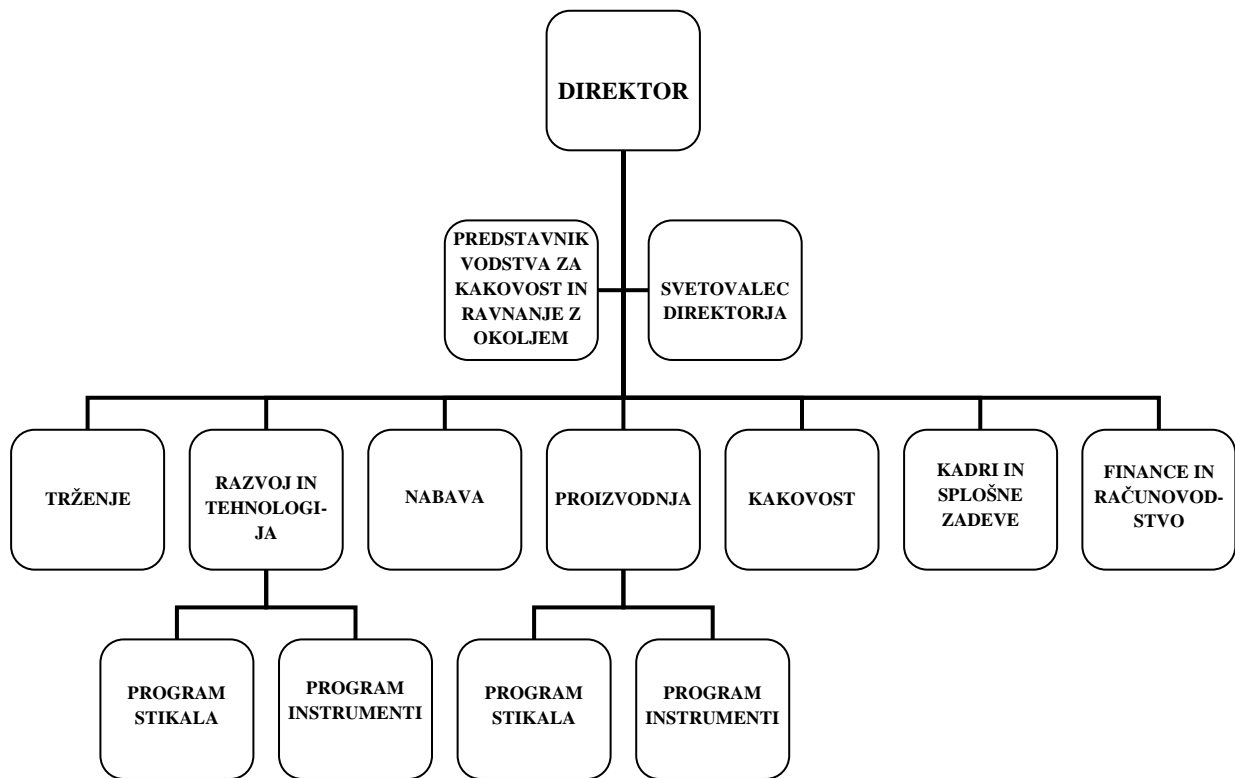 DIREKTOR
PREDSTAVNIK
VODSTVA ZA
KAKOVOST IN
RAVNANJE Z
OKOLJEM
SVETOVALEC
DIREKTORJA
TRŽENJE
RAZVOJ IN
TEHNOLOGI-
JA
NABAVA
PROIZVODNJA
KAKOVOST
KADRI IN
SPLOŠNE
ZADEVE
FINANCE IN
RAČUNOVOD-
STVO
PROGRAM
STIKALA
PROGRAM
INSTRUMENTI
PROGRAM
STIKALA
PROGRAM
INSTRUMENTI